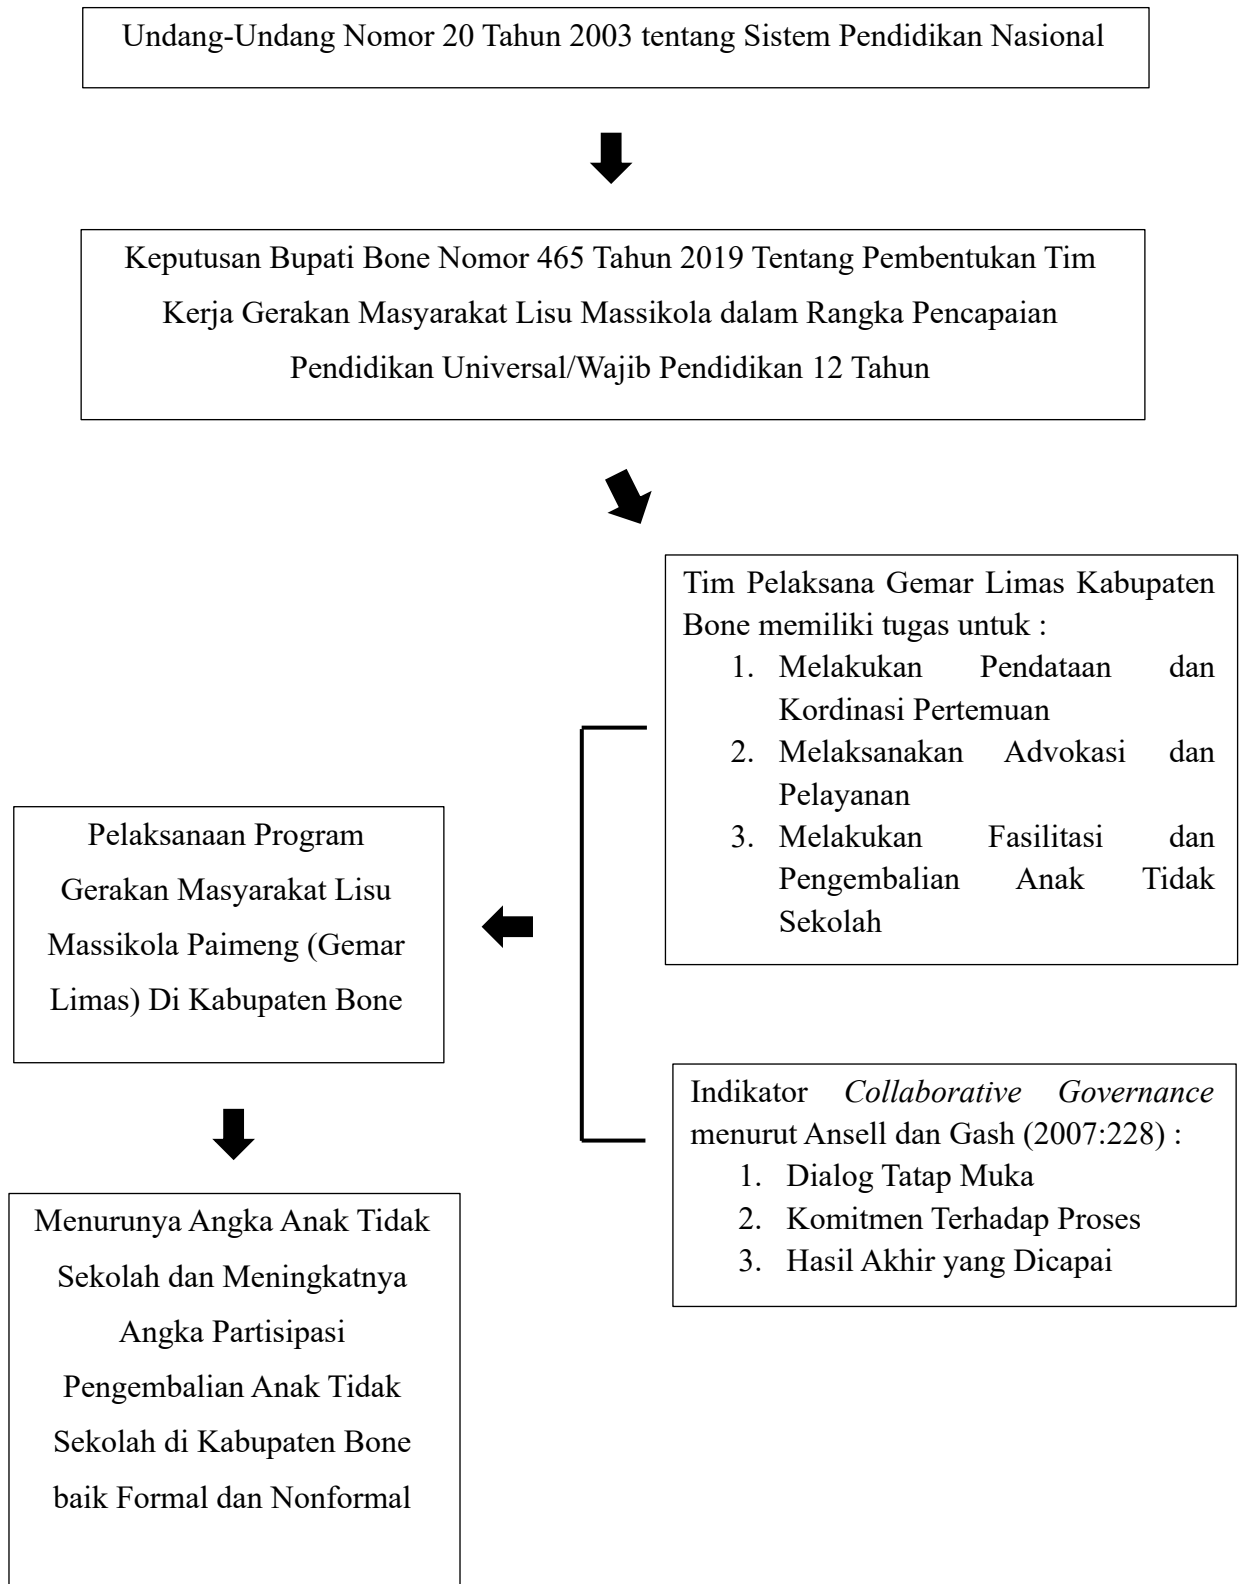 Undang-Undang Nomor 20 Tahun 2003 tentang Sistem Pendidikan Nasional
Keputusan Bupati Bone Nomor 465 Tahun 2019 Tentang Pembentukan Tim
Kerja Gerakan Masyarakat Lisu Massikola dalam Rangka Pencapaian
Pendidikan Universal/Wajib Pendidikan 12 Tahun
Tim Pelaksana Gemar Limas Kabupaten
Bone memiliki tugas untuk :
1. Melakukan Pendataan dan
Kordinasi Pertemuan
2. Melaksanakan Advokasi dan
Pelayanan
3. Melakukan Fasilitasi dan
Pengembalian Anak Tidak
Sekolah
Pelaksanaan Program
Gerakan Masyarakat Lisu
Massikola Paimeng (Gemar
Limas) Di Kabupaten Bone
Indikator Collaborative Governance
menurut Ansell dan Gash (2007:228) :
1. Dialog Tatap Muka
2. Komitmen Terhadap Proses
3. Hasil Akhir yang Dicapai
Menurunya Angka Anak Tidak
Sekolah dan Meningkatnya
Angka Partisipasi
Pengembalian Anak Tidak
Sekolah di Kabupaten Bone
baik Formal dan Nonformal